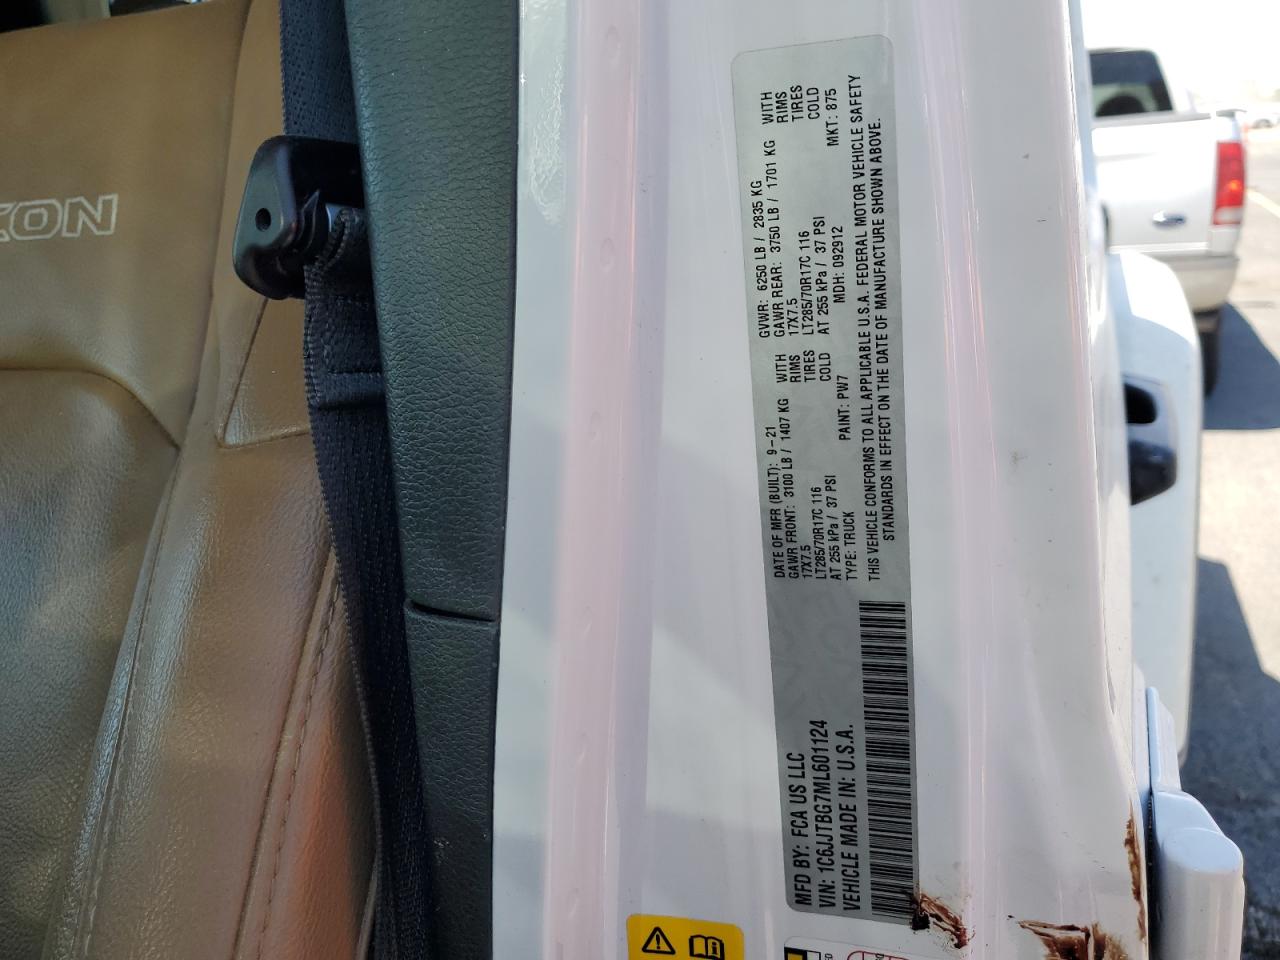 MFD BY: FCA US LLC
VIN: 1C6JJTBG7ML601124
VEHICLE MADE IN: U.S.A.
DATE OF MFR (BUILT): 9-21 GVWR: 6250 LB / 2835 KG
GAWR FRONT: 3100 LB / 1407 KG WITH GAWR REAR: 3750 LB / 1701 KG WITH
17X7.5 RIMS 17X7.5 RIMS
LT285/70R17C 116 TIRES LT285/70R17C 116 TIRES
AT 255 kPa / 37 PSI COLD AT 255 kPa / 37 PSI COLD
TYPE: TRUCK PAINT: PW7 MDH: 092912 MKT: 875
THIS VEHICLE CONFORMS TO ALL APPLICABLE U.S.A. FEDERAL MOTOR VEHICLE SAFETY
STANDARDS IN EFFECT ON THE DATE OF MANUFACTURE SHOWN ABOVE.
CON